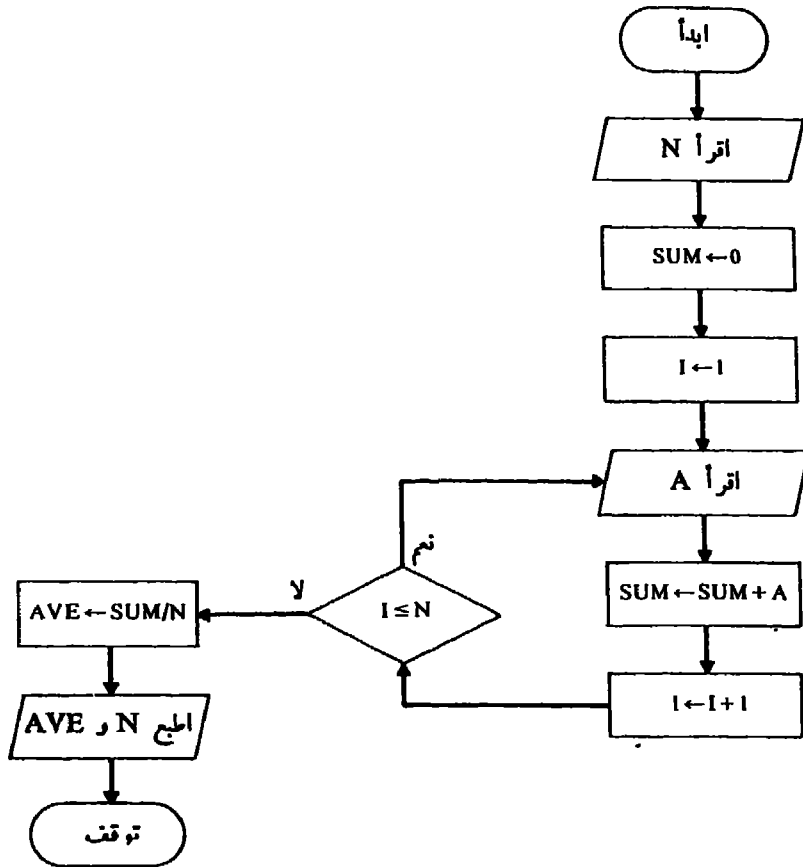 ابدأ
اقرأ N
SUM←0
I←1
اقرأ A
SUM←SUM+A
I←I+1
I≤N
نعم
لا
AVE←SUM/N
اطبع N و AVE
توقف